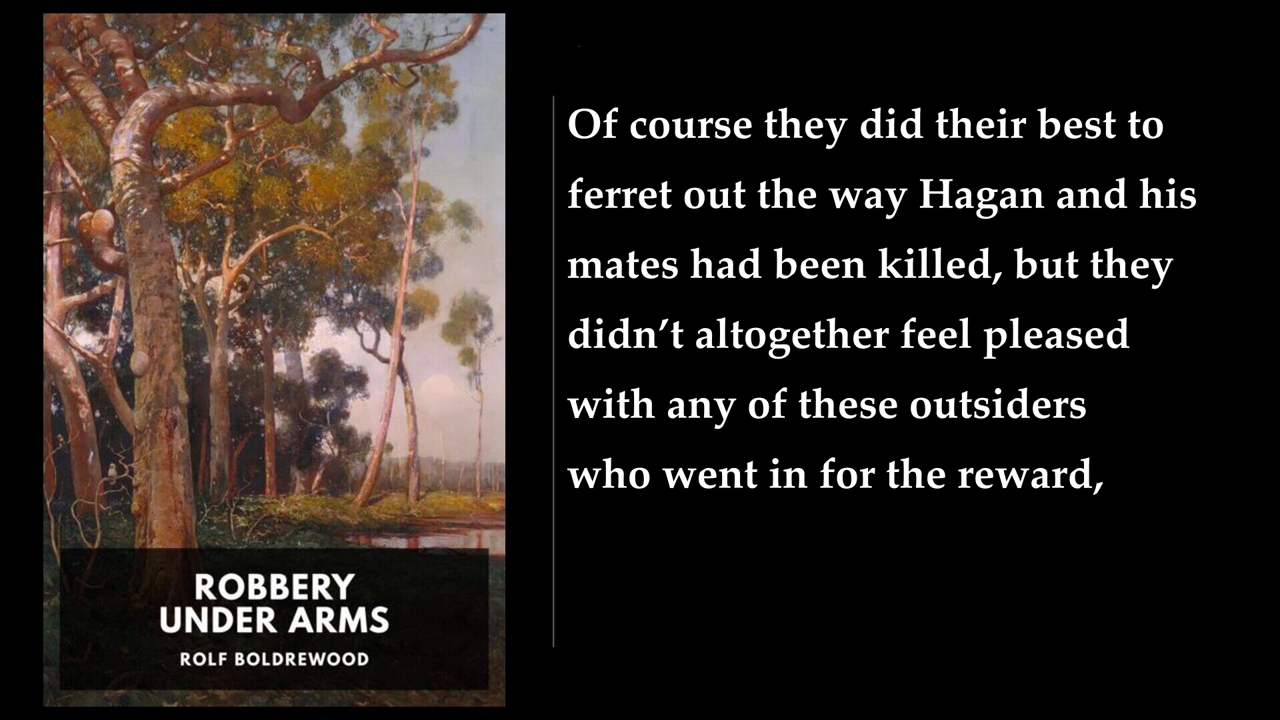 ROBBERY
UNDER ARMS
ROLF BOLDREWOOD
Of course they did their best to
ferret out the way Hagan and his
mates had been killed, but they
didn’t altogether feel pleased
with any of these outsiders
who went in for the reward,